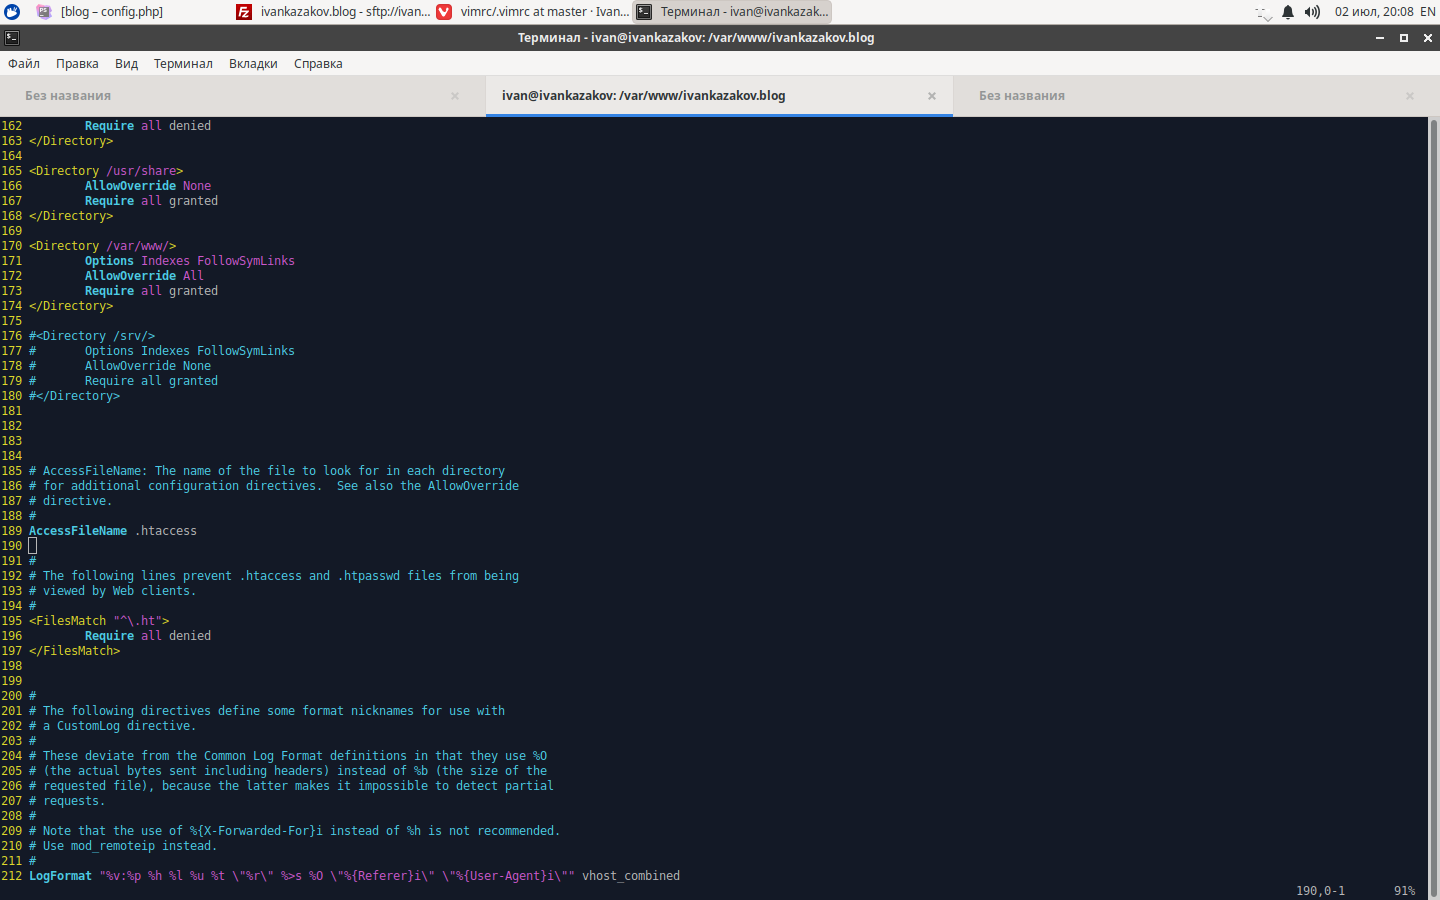 [blog – config.php]
ivankazakov.blog - sftp://ivan...
vimrc/.vimrc at master · Ivan...
Терминал - ivan@ivankazak...
02 июл, 20:08 EN
Терминал - ivan@ivankazakov: /var/www/ivankazakov.blog
Файл Правка Вид Терминал Вкладки Справка
Без названия
ivan@ivankazakov: /var/www/ivankazakov.blog
Без названия
162         Require all denied
163 </Directory>
164
165 <Directory /usr/share>
166         AllowOverride None
167         Require all granted
168 </Directory>
169
170 <Directory /var/www/>
171         Options Indexes FollowSymLinks
172         AllowOverride All
173         Require all granted
174 </Directory>
175
176 #<Directory /srv/>
177 #       Options Indexes FollowSymLinks
178 #       AllowOverride None
179 #       Require all granted
180 #</Directory>
181
182
183
184
185 # AccessFileName: The name of the file to look for in each directory
186 # for additional configuration directives.  See also the AllowOverride
187 # directive.
188 #
189 AccessFileName .htaccess
190
191 #
192 # The following lines prevent .htaccess and .htpasswd files from being
193 # viewed by Web clients.
194 #
195 <FilesMatch "^\.ht">
196         Require all denied
197 </FilesMatch>
198
199
200 #
201 # The following directives define some format nicknames for use with
202 # a CustomLog directive.
203 #
204 # These deviate from the Common Log Format definitions in that they use %O
205 # (the actual bytes sent including headers) instead of %b (the size of the
206 # requested file), because the latter makes it impossible to detect partial
207 # requests.
208 #
209 # Note that the use of %{X-Forwarded-For}i instead of %h is not recommended.
210 # Use mod_remoteip instead.
211 #
212 LogFormat "%v:%p %h %l %u %t \"%r\" %>s %O \"%{Referer}i\" \"%{User-Agent}i\"" vhost_combined
190,0-1 91%